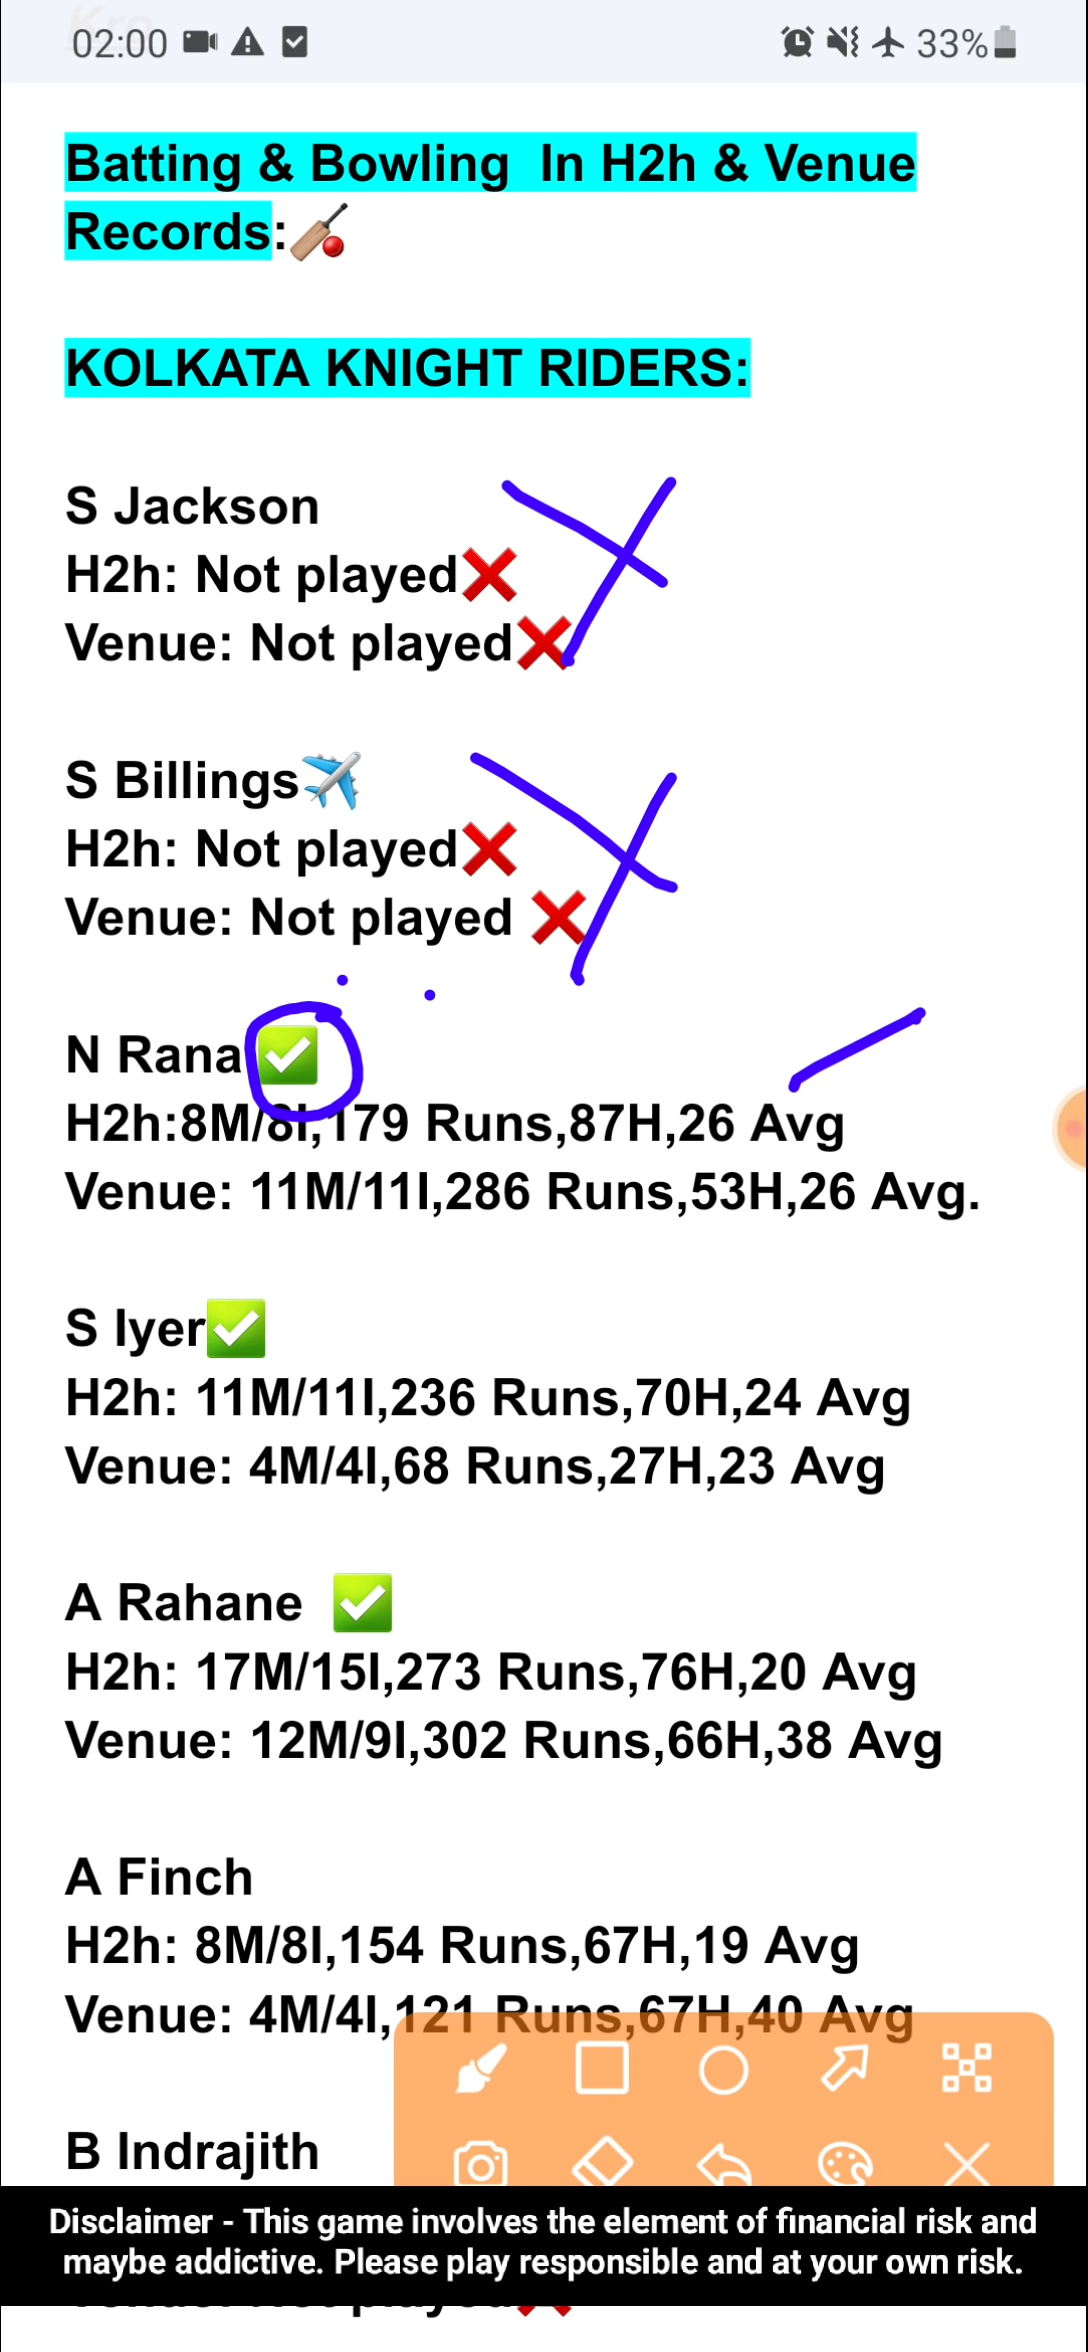 02:00
33%
Batting & Bowling In H2h & Venue
Records:
KOLKATA KNIGHT RIDERS:
S Jackson
H2h: Not played❌
Venue: Not played❌
S Billings✈️
H2h: Not played❌
Venue: Not played ❌
N Rana✅
H2h:8M/8I,179 Runs,87H,26 Avg
Venue: 11M/11I,286 Runs,53H,26 Avg.
S Iyer✅
H2h: 11M/11I,236 Runs,70H,24 Avg
Venue: 4M/4I,68 Runs,27H,23 Avg
A Rahane ✅
H2h: 17M/15I,273 Runs,76H,20 Avg
Venue: 12M/9I,302 Runs,66H,38 Avg
A Finch
H2h: 8M/8I,154 Runs,67H,19 Avg
Venue: 4M/4I,121 Runs,67H,40 Avg
B Indrajith
Disclaimer - This game involves the element of financial risk and
maybe addictive. Please play responsible and at your own risk.